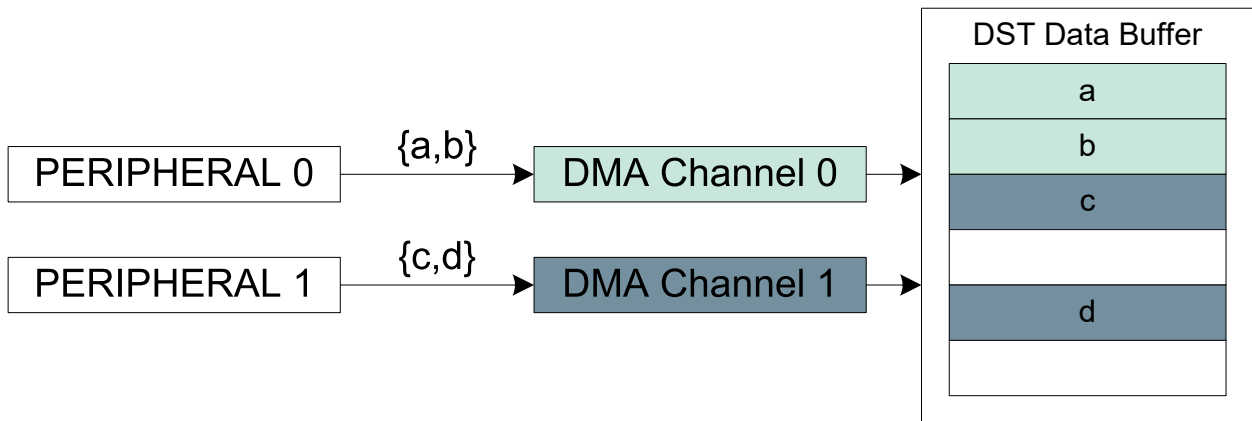 DST Data Buffer
a
{a,b}
b
PERIPHERAL 0
DMA Channel 0
c
{c,d}
PERIPHERAL 1
DMA Channel 1
d